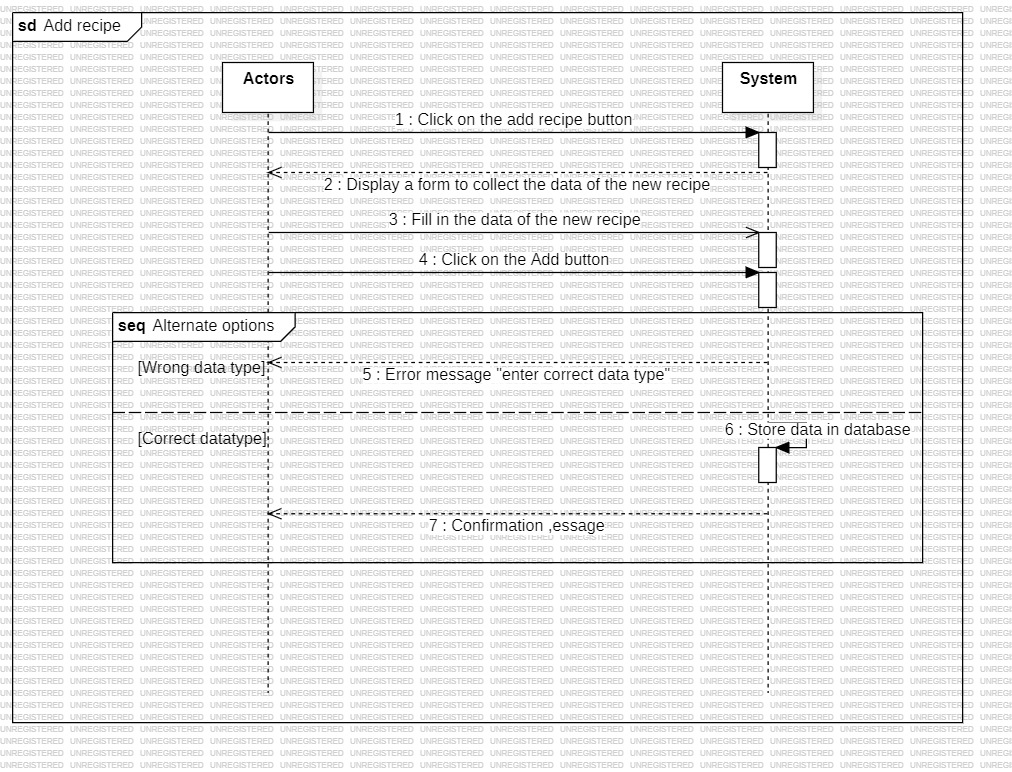 sd Add recipe
Actors
System
1 : Click on the add recipe button
2 : Display a form to collect the data of the new recipe
3 : Fill in the data of the new recipe
4 : Click on the Add button
seq Alternate options
[Wrong data type]
5 : Error message "enter correct data type"
6 : Store data in database
[Correct datatype]
7 : Confirmation ,essage
UNREGISTERED